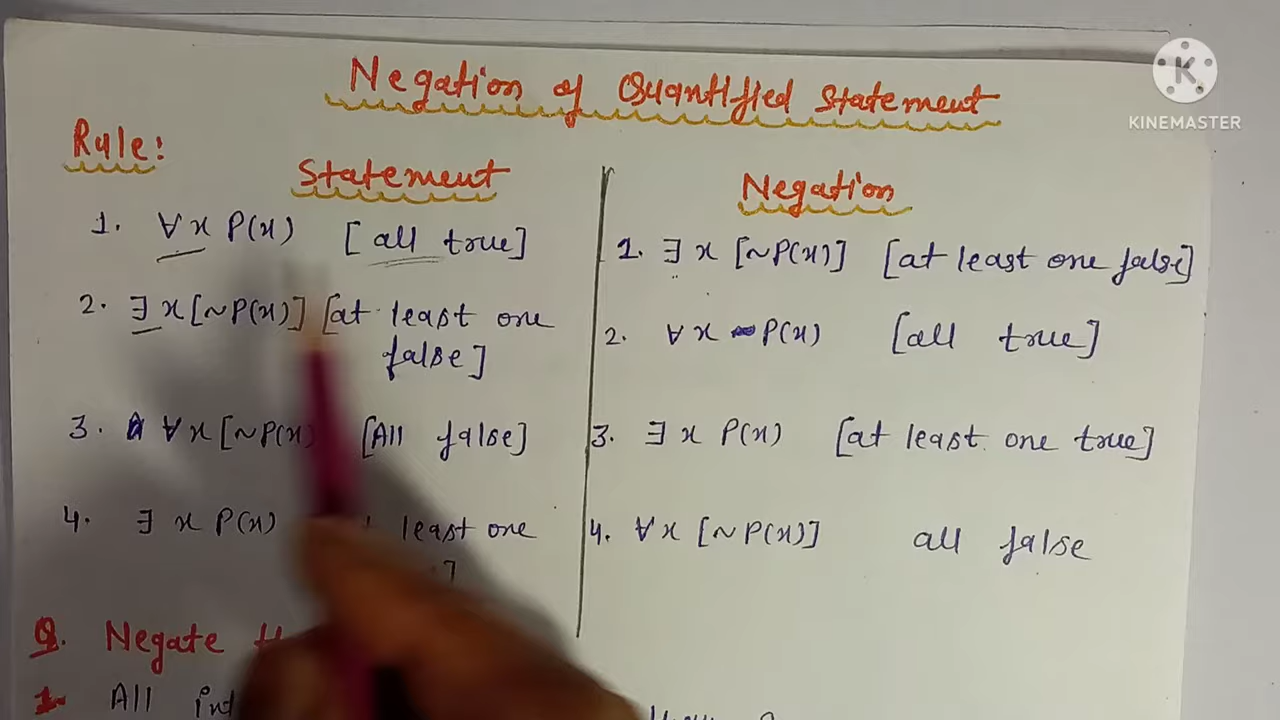 Negation of Quantified Statement
KINEMASTER
Rule:
Statement
Negation
1. ∀x P(x) [all true]
1. ∃x [~P(x)] [at least one false]
2. ∃x[~P(x)] [at least one
false]
2. ∀x P(x) [all true]
3. ∀x[~P(x) [All false]
3. ∃x P(x) [at least one true]
4. ∃x P(x) least one
]
4. ∀x [~P(x)] all false
Q. Negate
1. All